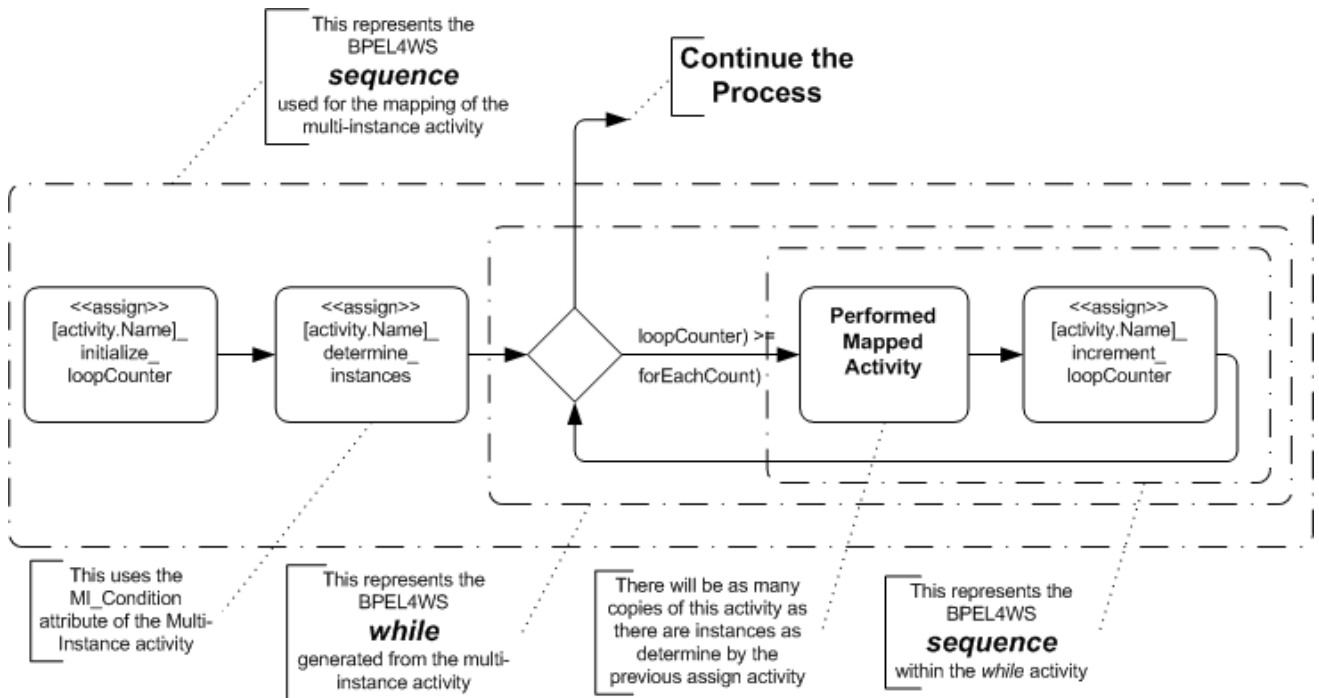 This represents the
BPEL4WS
sequence
used for the mapping of the
multi-instance activity
Continue the
Process
<<assign>>
[activity.Name]_
initialize_
loopCounter
<<assign>>
[activity.Name]_
determine_
instances
loopCounter) >=
forEachCount)
Performed
Mapped
Activity
<<assign>>
[activity.Name]_
increment_
loopCounter
This uses the
MI_Condition
attribute of the Multi-
Instance activity
This represents the
BPEL4WS
while
generated from the multi-
instance activity
There will be as many
copies of this activity as
there are instances as
determine by the
previous assign activity
This represents the
BPEL4WS
sequence
within the while activity